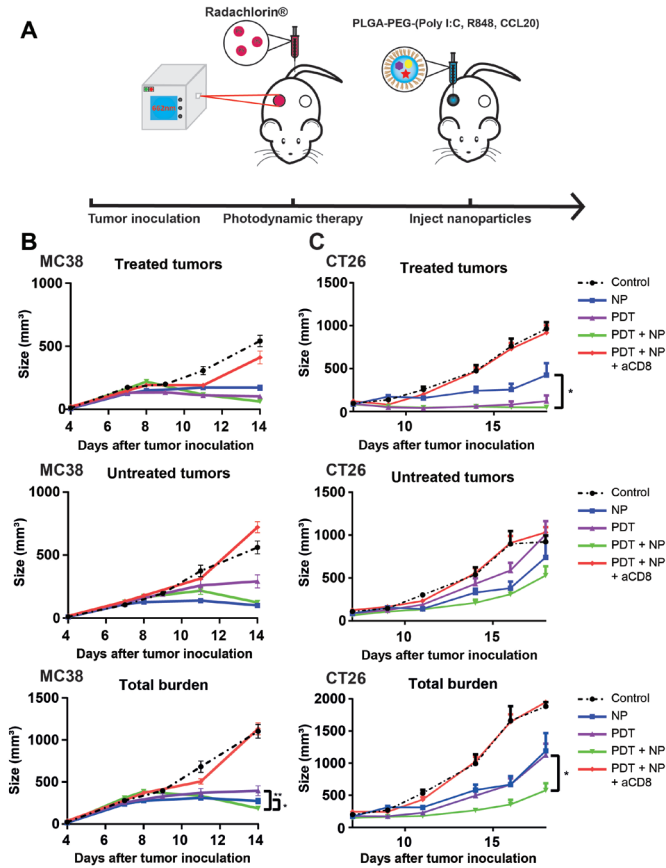 A
Radachlorin®
PLGA-PEG-(Poly I:C, R848, CCL20)
Tumor inoculation
Photodynamic therapy
Inject nanoparticles
B
MC38
Treated tumors
Size (mm³)
1000
500
0
4
6
8
10
12
14
Days after tumor inoculation
MC38
Untreated tumors
Size (mm³)
1000
500
0
4
6
8
10
12
14
Days after tumor inoculation
MC38
Total burden
Size (mm³)
1500
1000
500
0
4
6
8
10
12
14
**
*
Days after tumor inoculation
C
CT26
Treated tumors
Size (mm³)
1500
1000
500
0
10
15
*
Days after tumor inoculation
Control
NP
PDT
PDT + NP
PDT + NP
+ aCD8
CT26
Untreated tumors
Size (mm³)
1500
1000
500
0
10
15
Days after tumor inoculation
Control
NP
PDT
PDT + NP
PDT + NP
+ aCD8
CT26
Total burden
Size (mm³)
2000
1500
1000
500
0
10
15
*
Days after tumor inoculation
Control
NP
PDT
PDT + NP
PDT + NP
+ aCD8